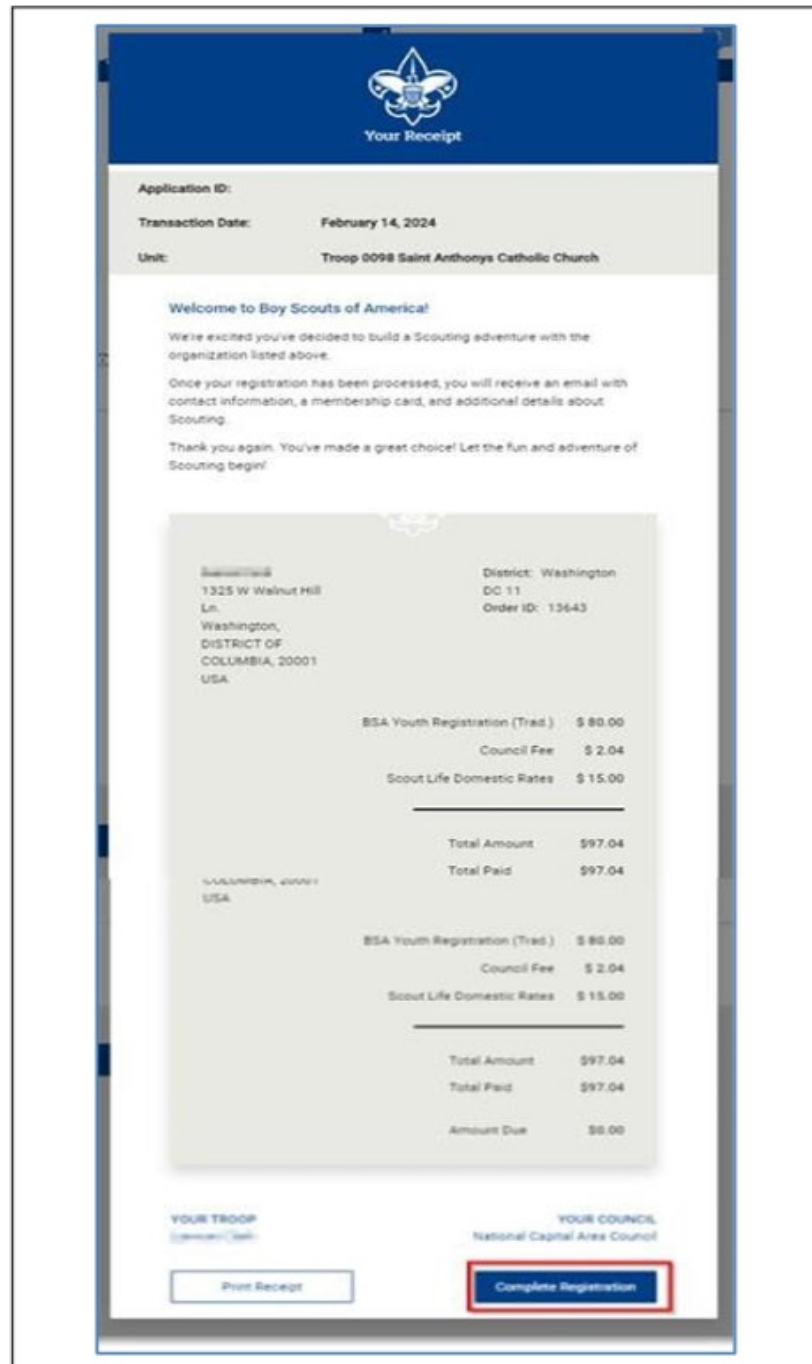 Your Receipt
Application ID:
Transaction Date: February 14, 2024
Unit: Troop 0098 Saint Anthonys Catholic Church
Welcome to Boy Scouts of America!
We're excited you've decided to build a Scouting adventure with the
organization listed above.
Once your registration has been processed, you will receive an email with
contact information, a membership card, and additional details about
Scouting.
Thank you again. You've made a great choice! Let the fun and adventure of
Scouting begin!
District: Washington
1325 W Walnut Hill DC 11
Ln. Order ID: 13643
Washington,
DISTRICT OF
COLUMBIA, 20001
USA
BSA Youth Registration (Trad.) $ 80.00
Council Fee $ 2.04
Scout Life Domestic Rates $ 15.00
Total Amount $97.04
Total Paid $97.04
COLUMBIA, 20001
USA
BSA Youth Registration (Trad.) $ 80.00
Council Fee $ 2.04
Scout Life Domestic Rates $ 15.00
Total Amount $97.04
Total Paid $97.04
Amount Due $0.00
YOUR TROOP YOUR COUNCIL
National Capital Area Council
Print Receipt Complete Registration